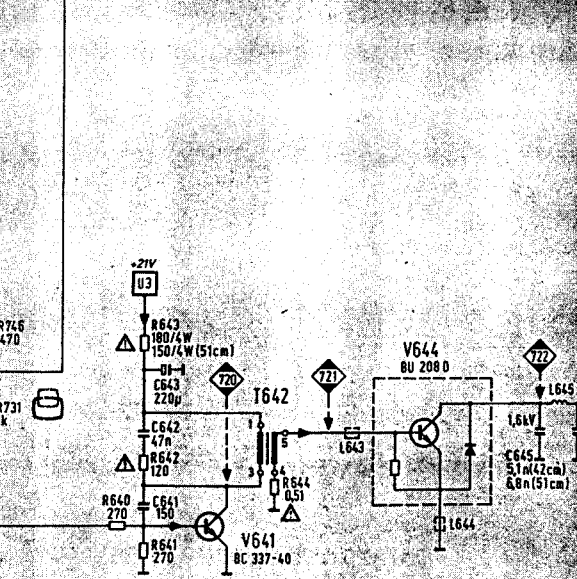 +21V
U3
R746
470
R643
180/4W
150/4W(51cm)
C643
220µ
720
T642
721
V644
BU 208 D
722
L645
R731
k
C642
47n
R642
120
1
5
3
4
L643
1,6kV
C645
5,1n(42cm)
6,8n(51cm)
R640
270
C641
150
R644
0,51
R641
270
V641
BC 337-40
L644